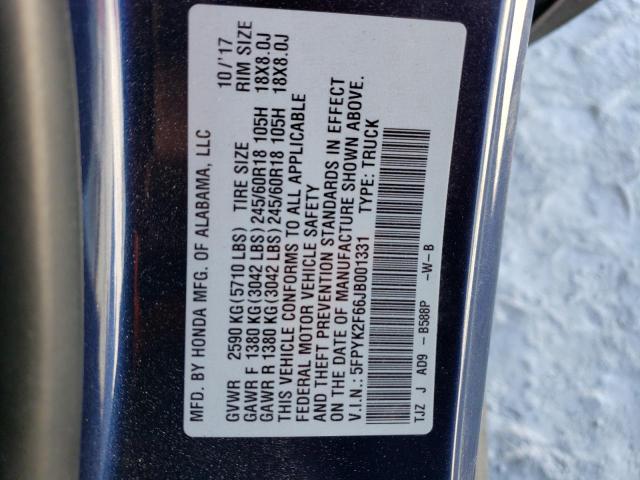 MFD. BY HONDA MFG. OF ALABAMA, LLC 10/'17
GVWR 2590 KG(5710 LBS) TIRE SIZE RIM SIZE
GAWR F 1380 KG(3042 LBS) 245/60R18 105H 18X8.0J
GAWR R 1380 KG(3042 LBS) 245/60R18 105H 18X8.0J
THIS VEHICLE CONFORMS TO ALL APPLICABLE
FEDERAL MOTOR VEHICLE SAFETY
AND THEFT PREVENTION STANDARDS IN EFFECT
ON THE DATE OF MANUFACTURE SHOWN ABOVE.
V.I.N.: 5FPYK2F66JB001331 TYPE: TRUCK
TJZ J AD9 - B588P -W-B